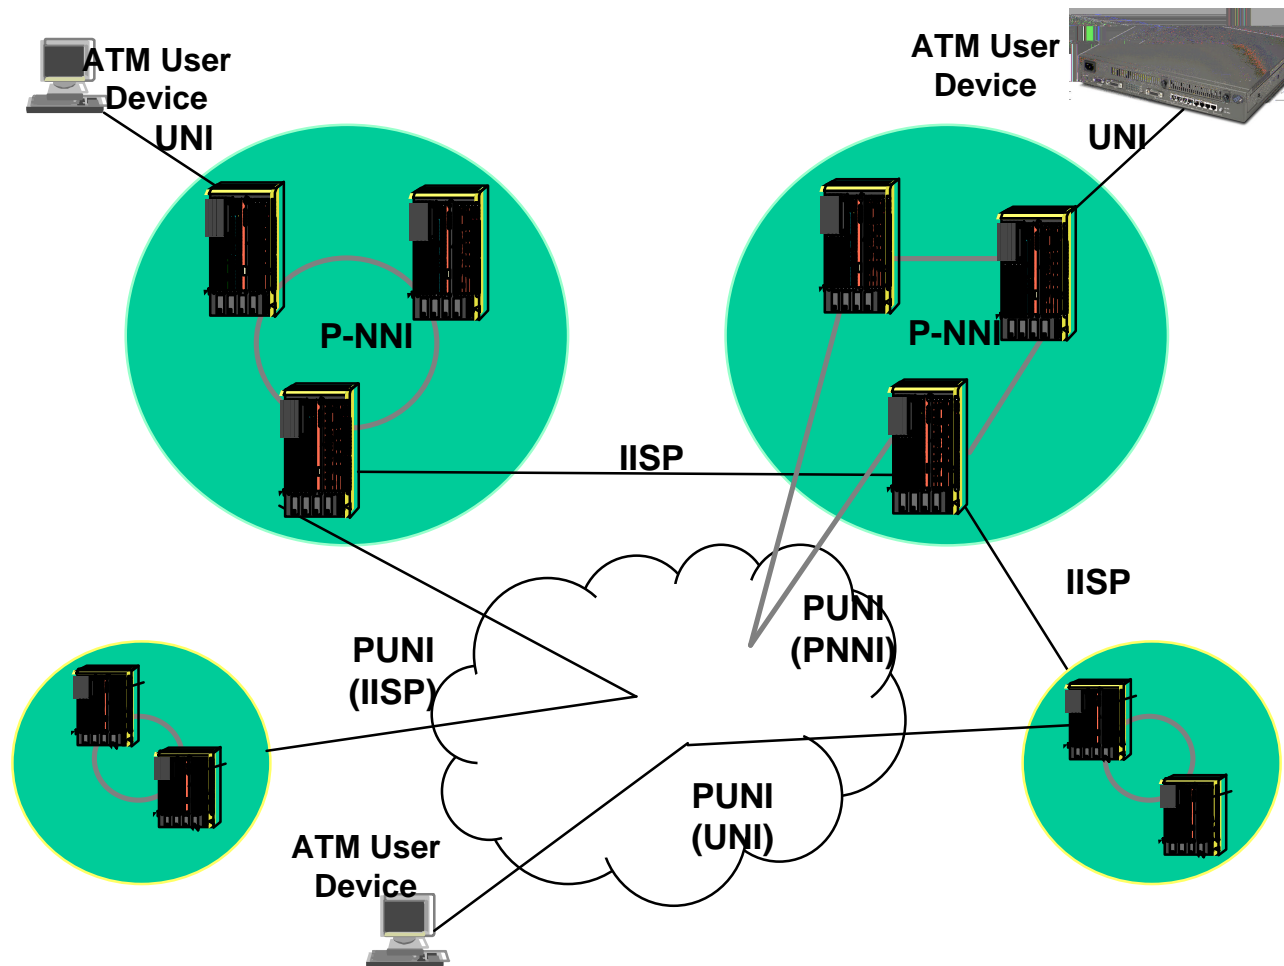 ATM User
Device
UNI
ATM User
Device
UNI
P-NNI
P-NNI
IISP
IISP
PUNI
(PNNI)
PUNI
(IISP)
PUNI
(UNI)
ATM User
Device